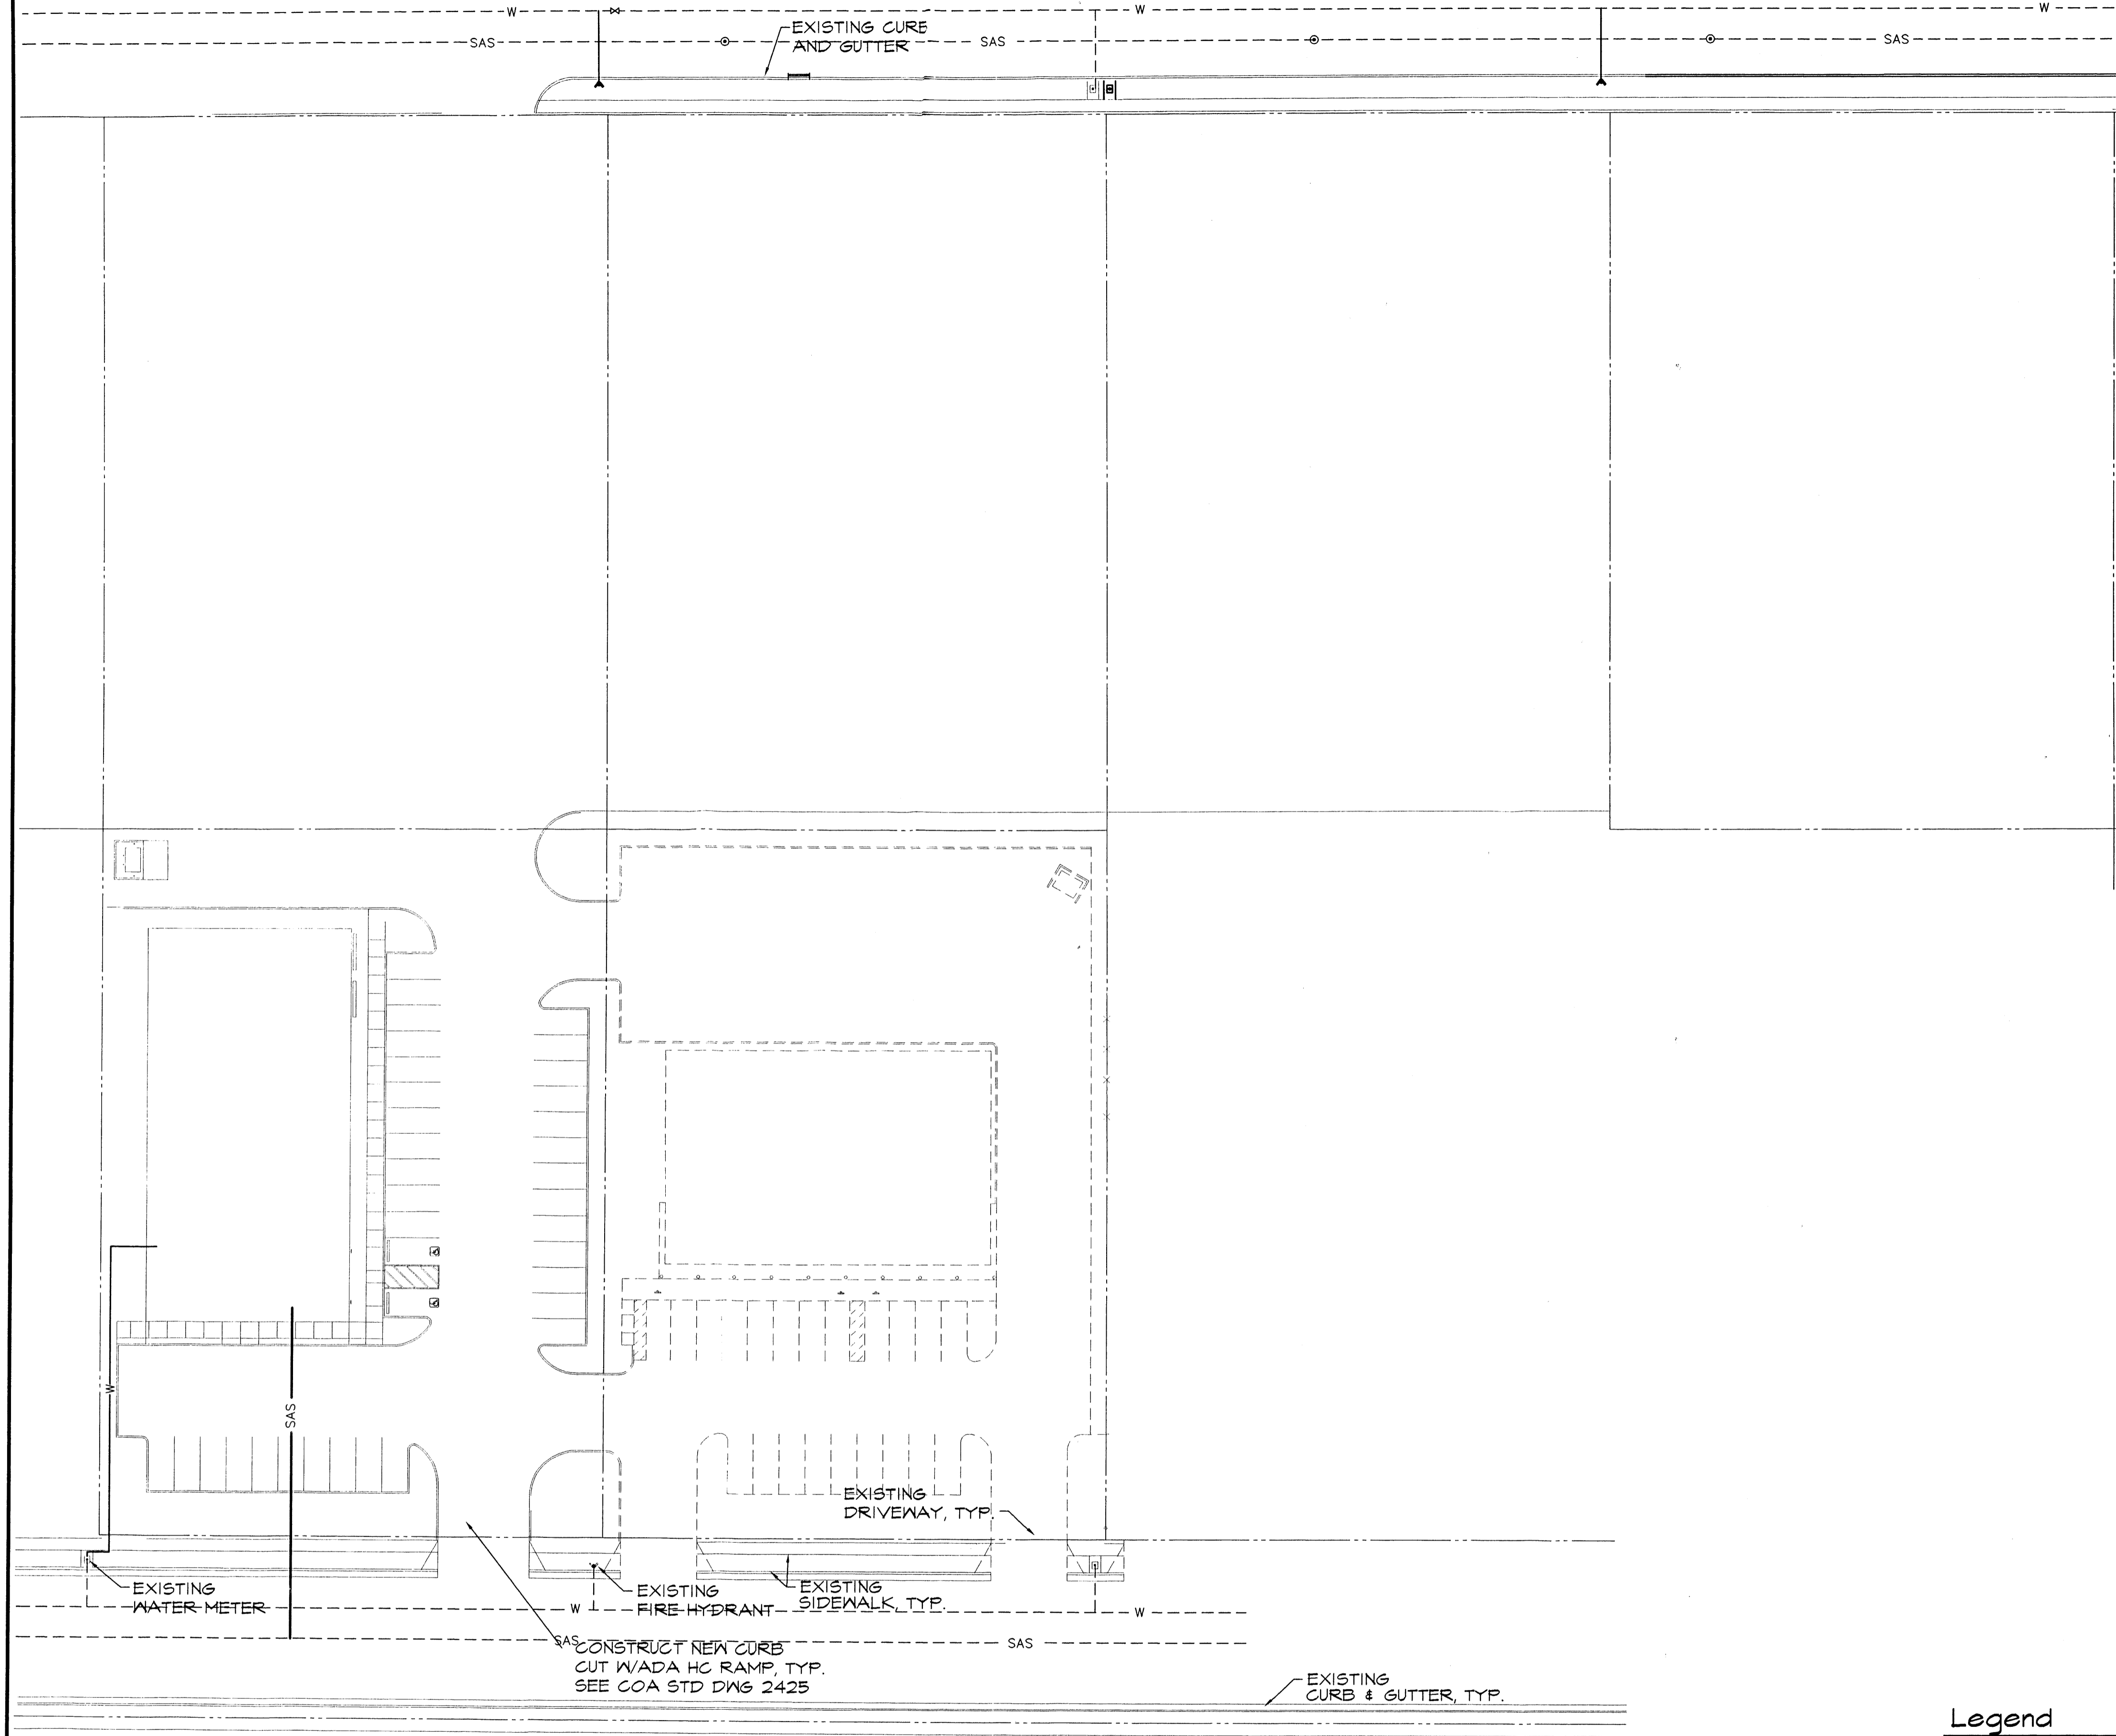 W
W
W
SAS
EXISTING CURB
AND GUTTER
SAS
SAS
W
SAS
EXISTING
DRIVEWAY, TYP.
EXISTING
WATER METER
W
EXISTING
FIRE HYDRANT
EXISTING
SIDEWALK, TYP.
W
SAS
SAS
CONSTRUCT NEW CURB
CUT W/ADA HC RAMP, TYP.
SEE COA STD DWG 2425
EXISTING
CURB & GUTTER, TYP.
Legend